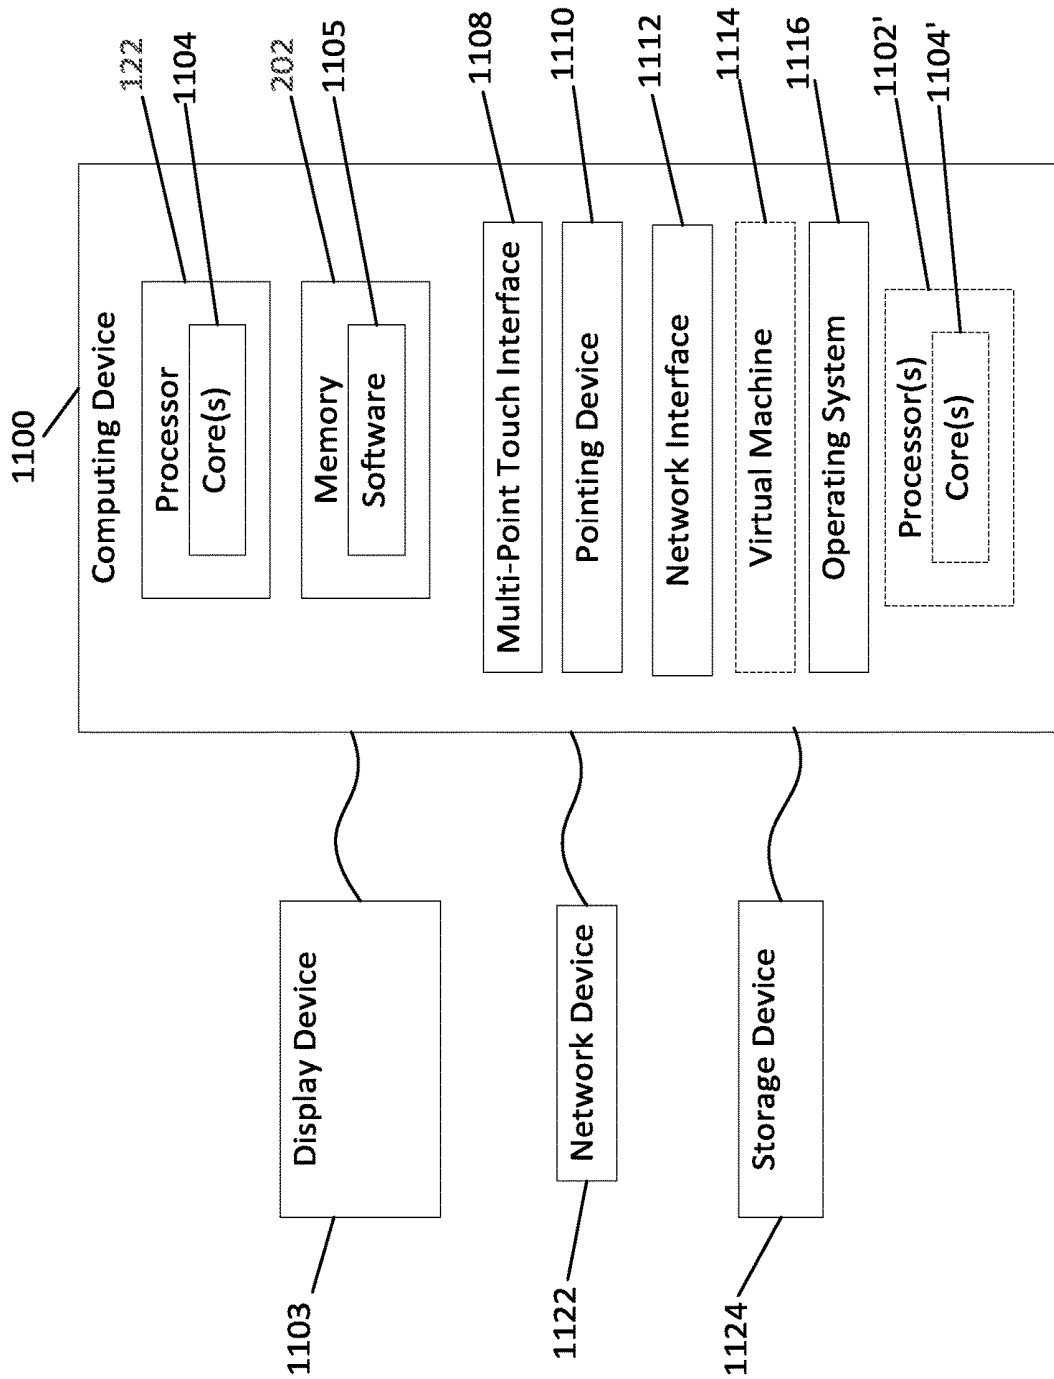 1100
Computing Device
Processor
Core(s)
122
1104
Memory
Software
202
1105
Multi-Point Touch Interface
1108
Pointing Device
1110
Network Interface
1112
Virtual Machine
1114
Operating System
1116
Processor(s)
Core(s)
1102'
1104'
Display Device
1103
Network Device
1122
Storage Device
1124